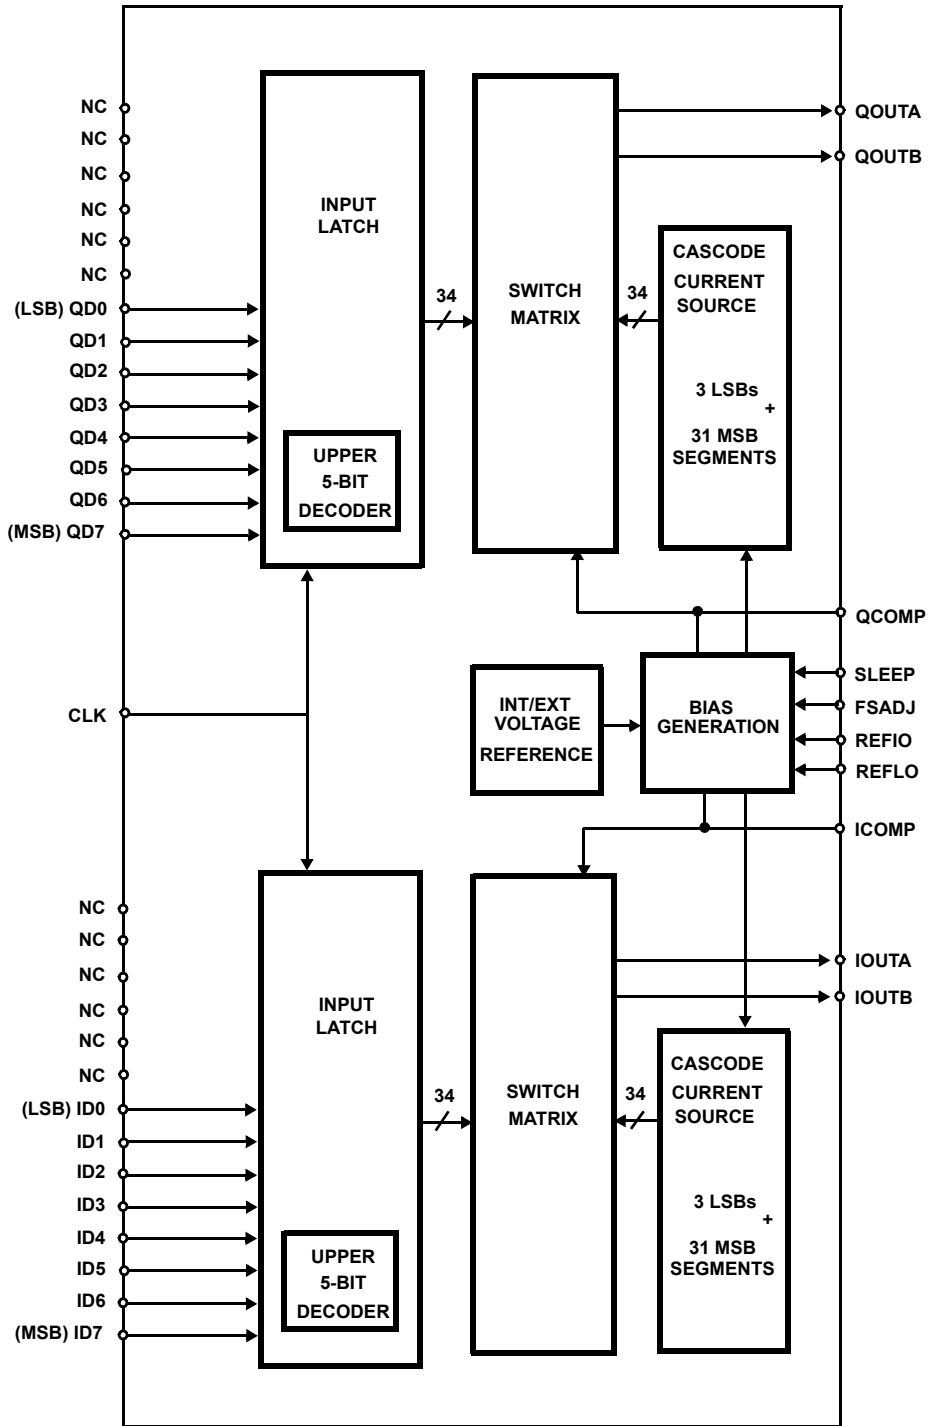 NC
NC
NC
NC
NC
NC
(LSB) QD0
QD1
QD2
QD3
QD4
QD5
QD6
(MSB) QD7
INPUT
LATCH
UPPER
5-BIT
DECODER
34
SWITCH
MATRIX
34
CASCODE
CURRENT
SOURCE
3 LSBs
+
31 MSB
SEGMENTS
QOUTA
QOUTB
QCOMP
CLK
INT/EXT
VOLTAGE
REFERENCE
BIAS
GENERATION
SLEEP
FSADJ
REFIO
REFLO
ICOMP
NC
NC
NC
NC
NC
NC
(LSB) ID0
ID1
ID2
ID3
ID4
ID5
ID6
(MSB) ID7
INPUT
LATCH
UPPER
5-BIT
DECODER
34
SWITCH
MATRIX
34
CASCODE
CURRENT
SOURCE
3 LSBs
+
31 MSB
SEGMENTS
IOUTA
IOUTB